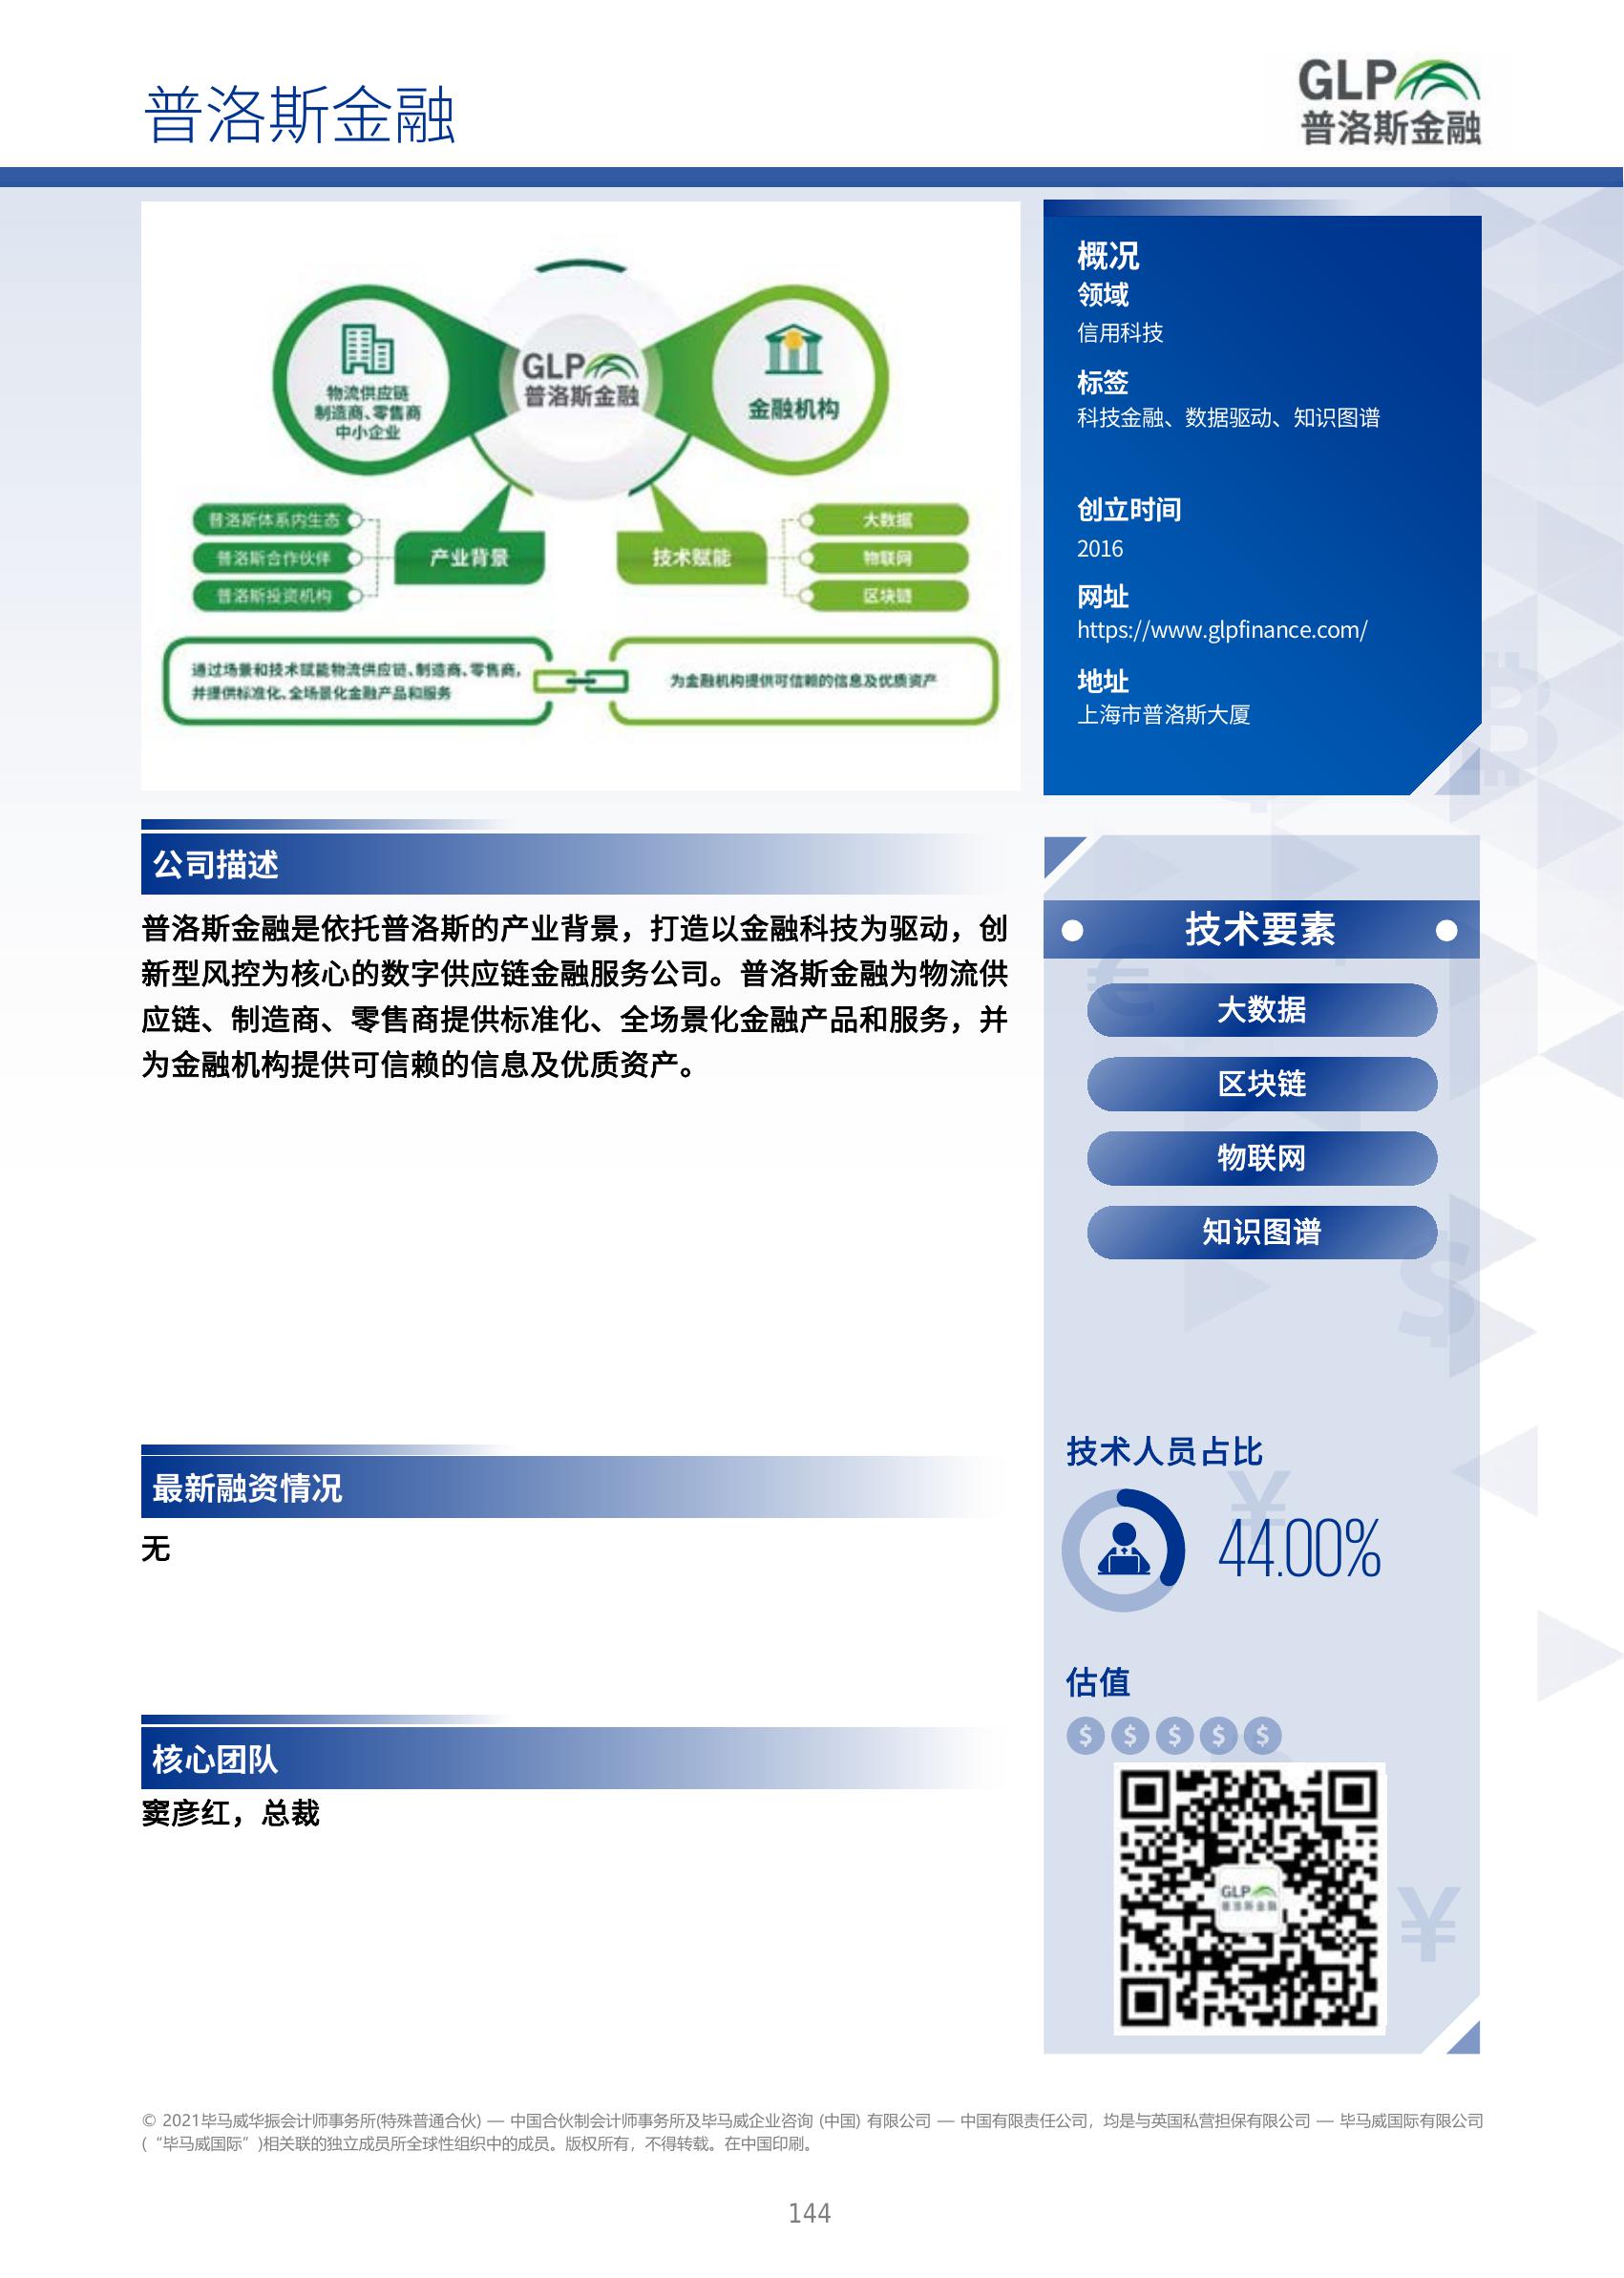 普洛斯金融
GLP
普洛斯金融
物流供应链
制造商、零售商
中小企业
GLP
普洛斯金融
金融机构
普洛斯体系内生态
普洛斯合作伙伴
普洛斯投资机构
产业背景
技术赋能
大数据
物联网
区块链
通过场景和技术赋能物流供应链、制造商、零售商,
并提供标准化、全场景化金融产品和服务
为金融机构提供可信赖的信息及优质资产
概况
领域
信用科技
标签
科技金融、数据驱动、知识图谱
创立时间
2016
网址
https://www.glpfinance.com/
地址
上海市普洛斯大厦
公司描述
普洛斯金融是依托普洛斯的产业背景，打造以金融科技为驱动，创
新型风控为核心的数字供应链金融服务公司。普洛斯金融为物流供
应链、制造商、零售商提供标准化、全场景化金融产品和服务，并
为金融机构提供可信赖的信息及优质资产。
最新融资情况
无
核心团队
窦彦红，总裁
技术要素
大数据
区块链
物联网
知识图谱
技术人员占比
44.00%
估值
GLP
普洛斯金融
© 2021毕马威华振会计师事务所(特殊普通合伙) — 中国合伙制会计师事务所及毕马威企业咨询 (中国) 有限公司 — 中国有限责任公司，均是与英国私营担保有限公司 — 毕马威国际有限公司
(“毕马威国际”)相关联的独立成员所全球性组织中的成员。版权所有，不得转载。在中国印刷。
144